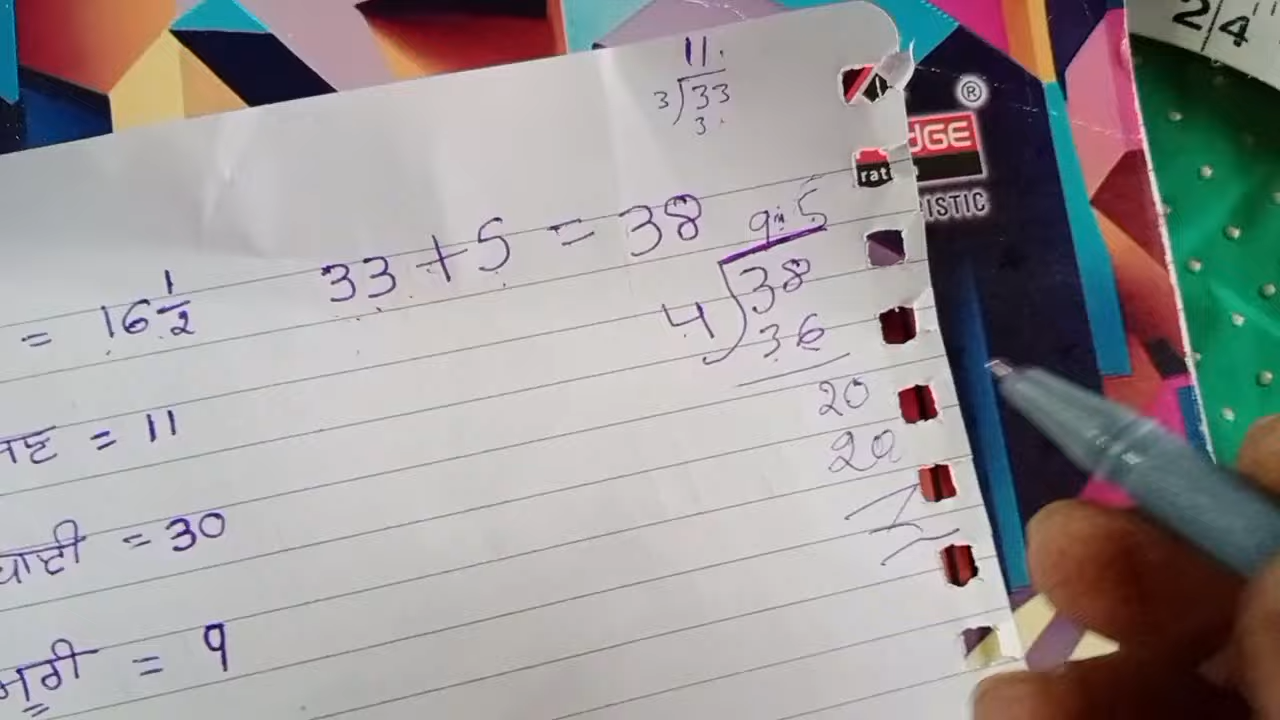 11
3)33
3
33 + 5 = 38
9.5
4)38
36
20
20
= 16 1/2
= 11
= 30
= 9
24
®
DGE
rat
ISTIC